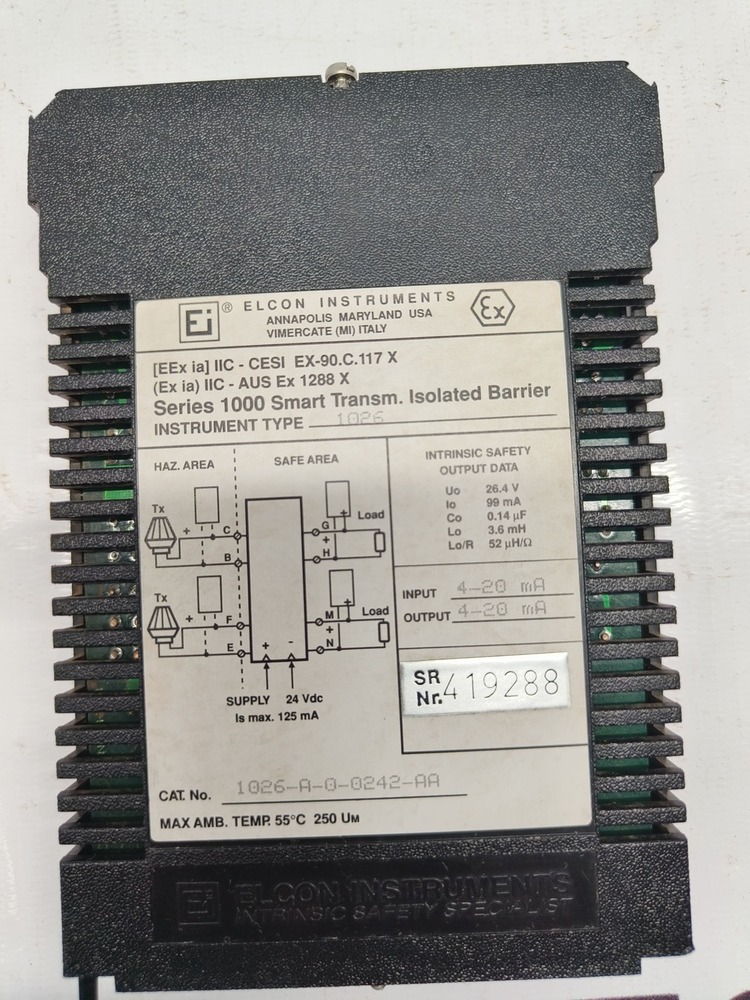 Ei ® ELCON INSTRUMENTS Ex
ANNAPOLIS MARYLAND USA
VIMERCATE (MI) ITALY
[EEx ia] IIC - CESI EX-90.C.117 X
(Ex ia) IIC - AUS Ex 1288 X
Series 1000 Smart Transm. Isolated Barrier
INSTRUMENT TYPE 1026
HAZ. AREA SAFE AREA
Tx
+ C
B
G Load
+
H
+
Tx
+ F
E
M Load
+
N
+
+ -
SUPPLY 24 Vdc
Is max. 125 mA
INTRINSIC SAFETY
OUTPUT DATA
Uo 26.4 V
Io 99 mA
Co 0.14 µF
Lo 3.6 mH
Lo/R 52 µH/Ω
INPUT 4-20 mA
OUTPUT 4-20 mA
SR
Nr. 419288
CAT. No. 1026-A-0-0242-AA
MAX AMB. TEMP. 55°C 250 UM
Ei ELCON INSTRUMENTS
INTRINSIC SAFETY SPECIALIST